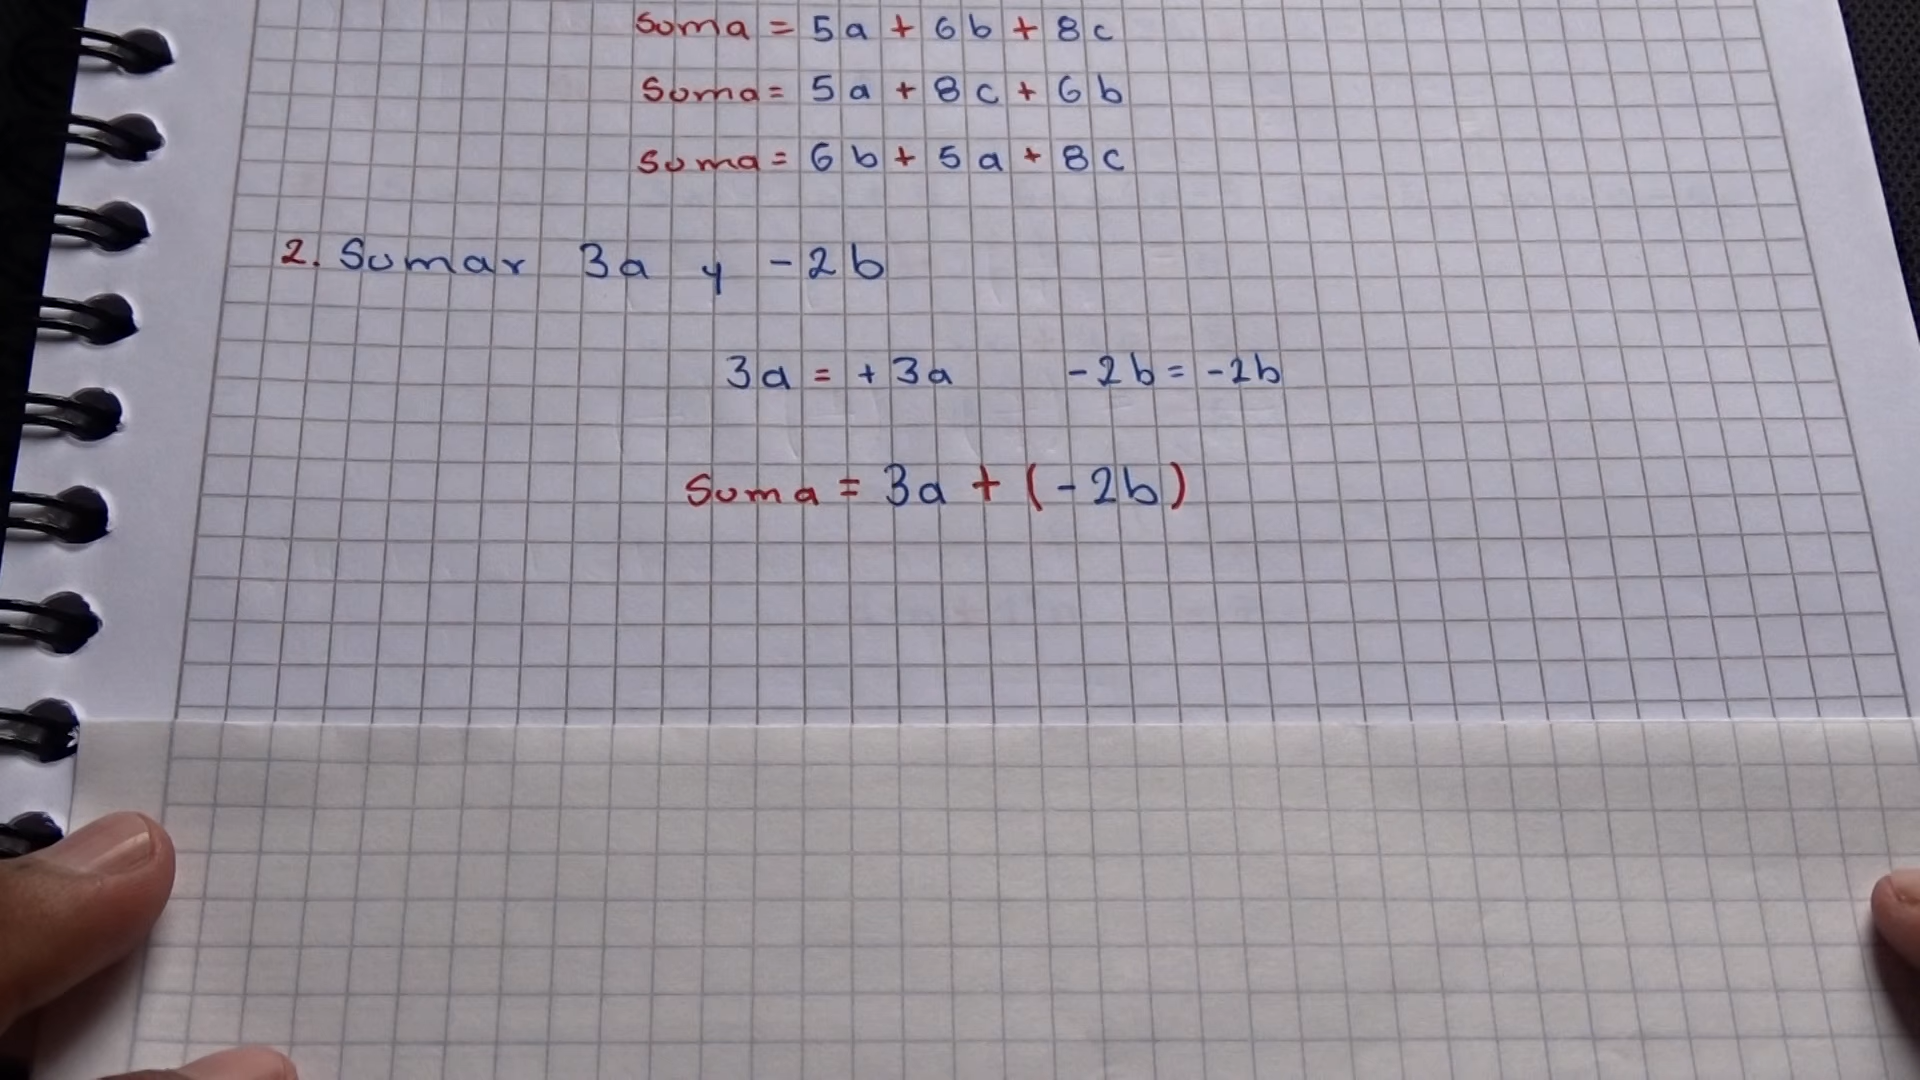 Suma = 5a + 6b + 8c
Suma = 5a + 8c + 6b
Suma = 6b + 5a + 8c
2. Sumar 3a y -2b
3a = +3a -2b = -2b
Suma = 3a + (-2b)